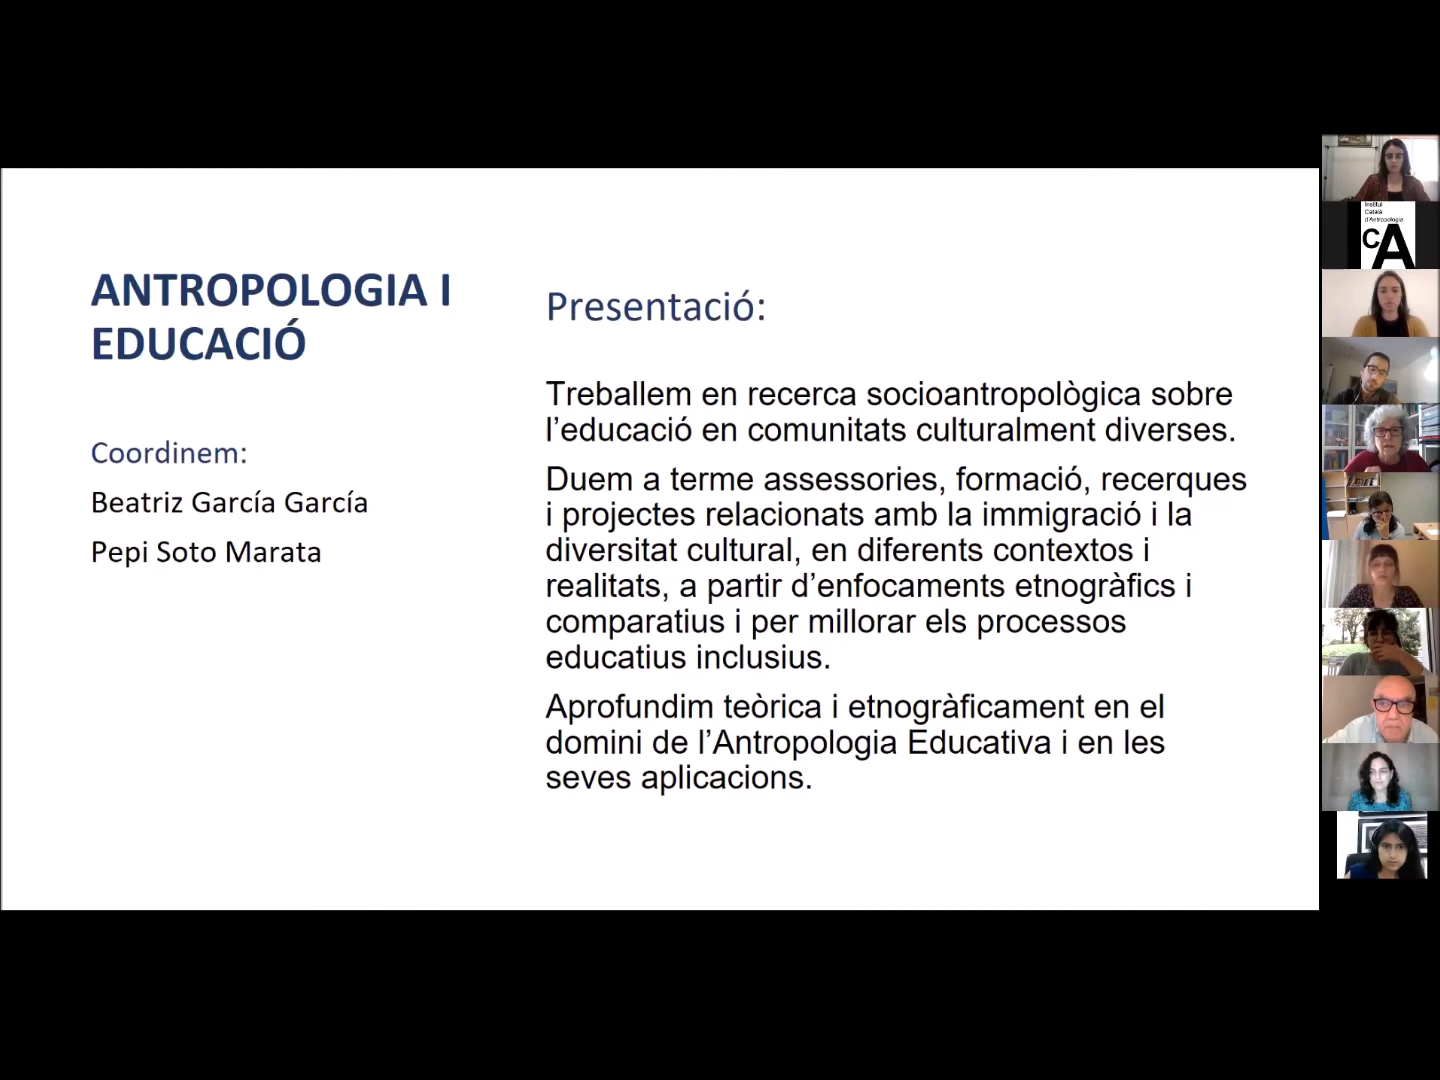 ANTROPOLOGIA I
EDUCACIÓ
Coordinem:
Beatriz García García
Pepi Soto Marata
Presentació:
Treballem en recerca socioantropològica sobre
l’educació en comunitats culturalment diverses.
Duem a terme assessories, formació, recerques
i projectes relacionats amb la immigració i la
diversitat cultural, en diferents contextos i
realitats, a partir d’enfocaments etnogràfics i
comparatius i per millorar els processos
educatius inclusius.
Aprofundim teòrica i etnogràficament en el
domini de l’Antropologia Educativa i en les
seves aplicacions.
Institut
Català
d'Antropologia
CA